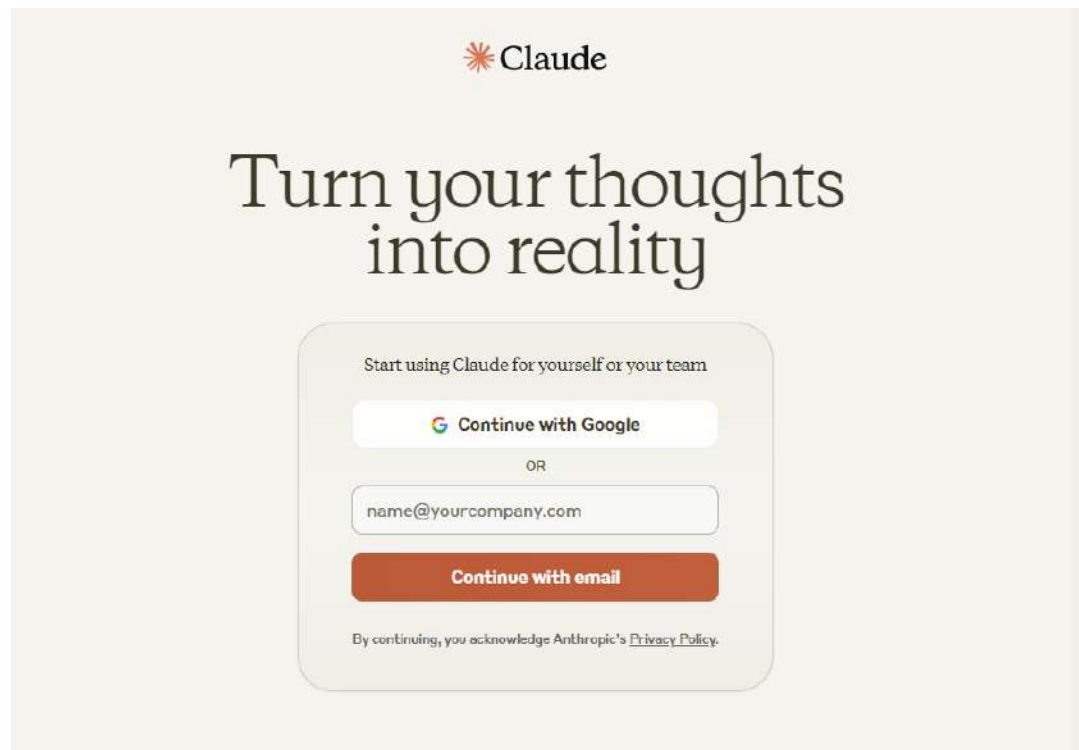 Claude
Turn your thoughts
into reality
Start using Claude for yourself or your team
Continue with Google
OR
name@yourcompany.com
Continue with email
By continuing, you acknowledge Anthropic's Privacy Policy.